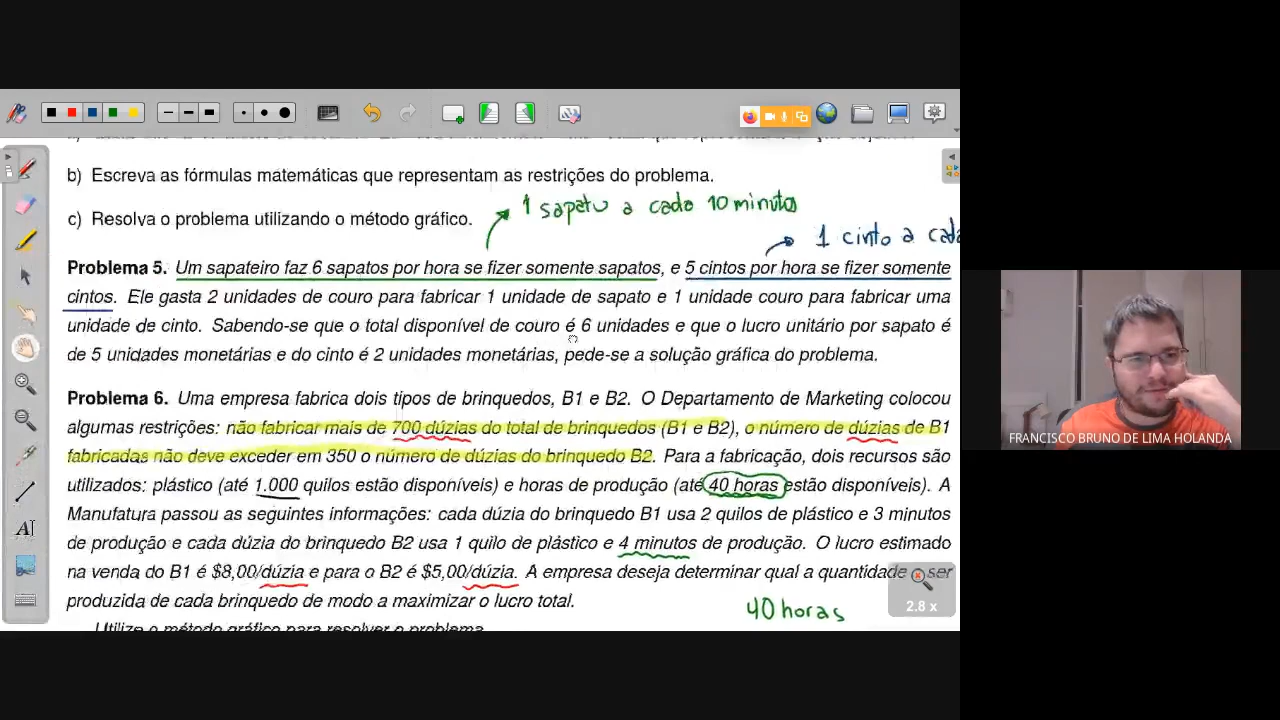 b) Escreva as fórmulas matemáticas que representam as restrições do problema.
1 sapato a cada 10 minutos
c) Resolva o problema utilizando o método gráfico.
1 cinto a cada
Problema 5. Um sapateiro faz 6 sapatos por hora se fizer somente sapatos, e 5 cintos por hora se fizer somente
cintos. Ele gasta 2 unidades de couro para fabricar 1 unidade de sapato e 1 unidade couro para fabricar uma
unidade de cinto. Sabendo-se que o total disponível de couro é 6 unidades e que o lucro unitário por sapato é
de 5 unidades monetárias e do cinto é 2 unidades monetárias, pede-se a solução gráfica do problema.
Problema 6. Uma empresa fabrica dois tipos de brinquedos, B1 e B2. O Departamento de Marketing colocou
algumas restrições: não fabricar mais de 700 dúzias do total de brinquedos (B1 e B2), o número de dúzias de B1
fabricadas não deve exceder em 350 o número de dúzias do brinquedo B2. Para a fabricação, dois recursos são
utilizados: plástico (até 1.000 quilos estão disponíveis) e horas de produção (até 40 horas estão disponíveis). A
Manufatura passou as seguintes informações: cada dúzia do brinquedo B1 usa 2 quilos de plástico e 3 minutos
de produção e cada dúzia do brinquedo B2 usa 1 quilo de plástico e 4 minutos de produção. O lucro estimado
na venda do B1 é $8,00/dúzia e para o B2 é $5,00/dúzia. A empresa deseja determinar qual a quantidade a ser
produzida de cada brinquedo de modo a maximizar o lucro total.
40 horas
Utilize o método gráfico para resolver o problema.
2.8 x
FRANCISCO BRUNO DE LIMA HOLANDA